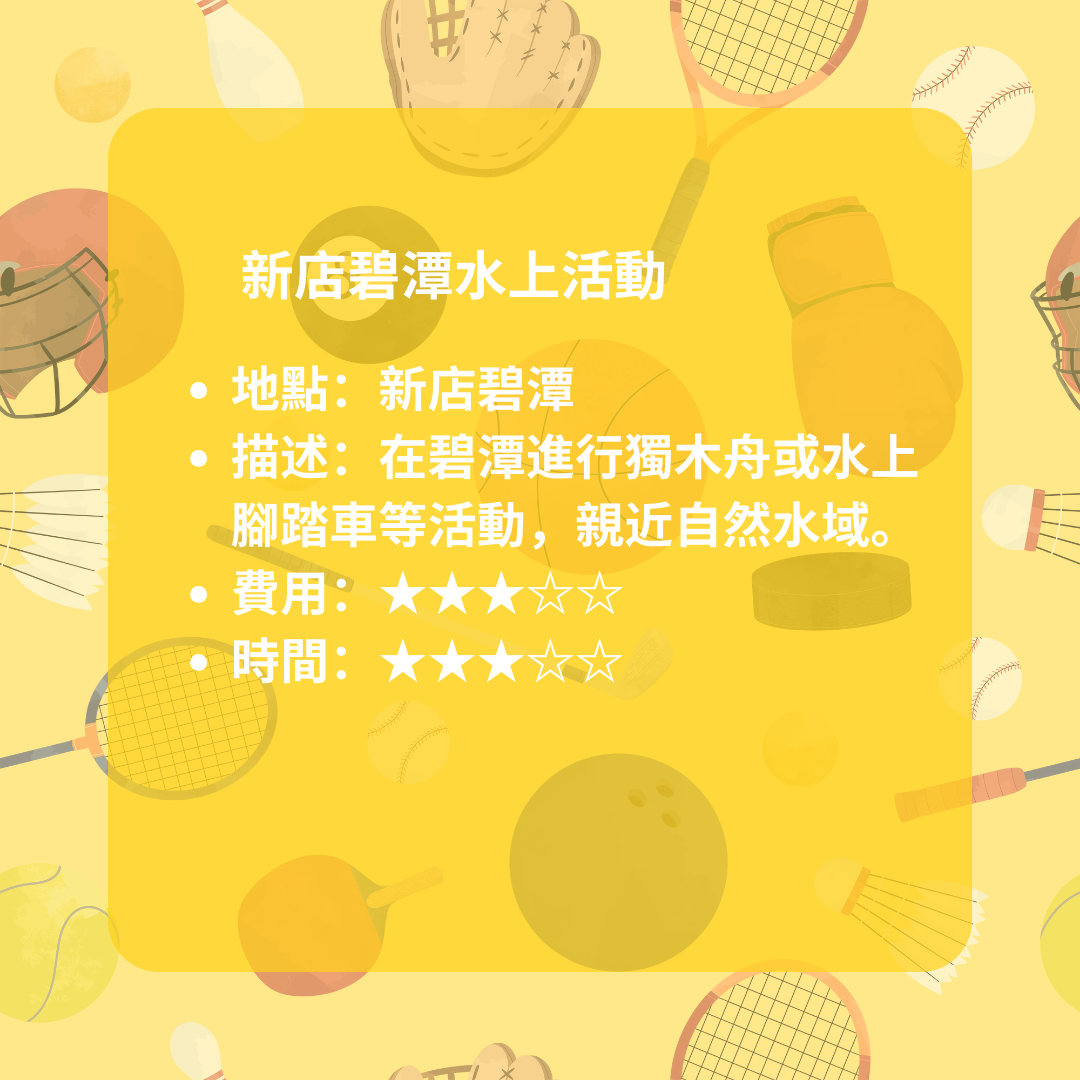 新店碧潭水上活動
• 地點：新店碧潭
• 描述：在碧潭進行獨木舟或水上
腳踏車等活動，親近自然水域。
• 費用：★★★☆☆
• 時間：★★★☆☆